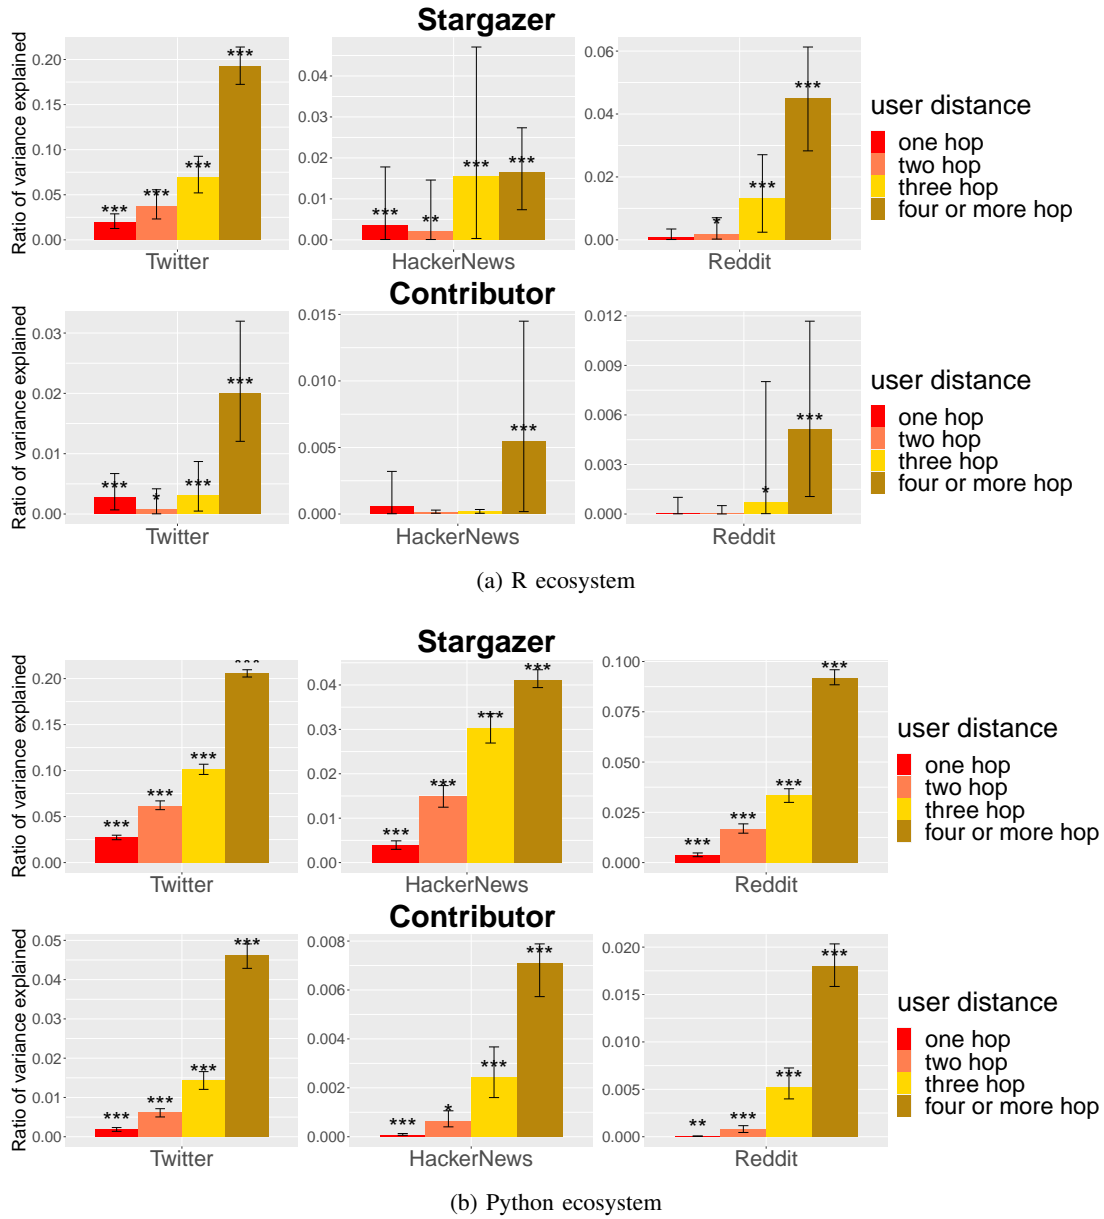 Stargazer
Ratio of variance explained
0.20
0.15
0.10
0.05
0.00
*** *** *** ***
Twitter
0.04
0.03
0.02
0.01
0.00
*** ** *** ***
HackerNews
0.06
0.04
0.02
0.00
* *** ***
Reddit
user distance
one hop
two hop
three hop
four or more hop
Contributor
Ratio of variance explained
0.03
0.02
0.01
0.00
*** * *** ***
Twitter
0.015
0.010
0.005
0.000
***
HackerNews
0.012
0.009
0.006
0.003
0.000
* ***
Reddit
user distance
one hop
two hop
three hop
four or more hop
(a) R ecosystem
Stargazer
Ratio of variance explained
0.20
0.15
0.10
0.05
0.00
*** *** *** ***
Twitter
0.04
0.03
0.02
0.01
0.00
*** *** *** ***
HackerNews
0.100
0.075
0.050
0.025
0.000
*** *** *** ***
Reddit
user distance
one hop
two hop
three hop
four or more hop
Contributor
Ratio of variance explained
0.05
0.04
0.03
0.02
0.01
0.00
*** *** *** ***
Twitter
0.008
0.006
0.004
0.002
0.000
*** * *** ***
HackerNews
0.020
0.015
0.010
0.005
0.000
** *** *** ***
Reddit
user distance
one hop
two hop
three hop
four or more hop
(b) Python ecosystem